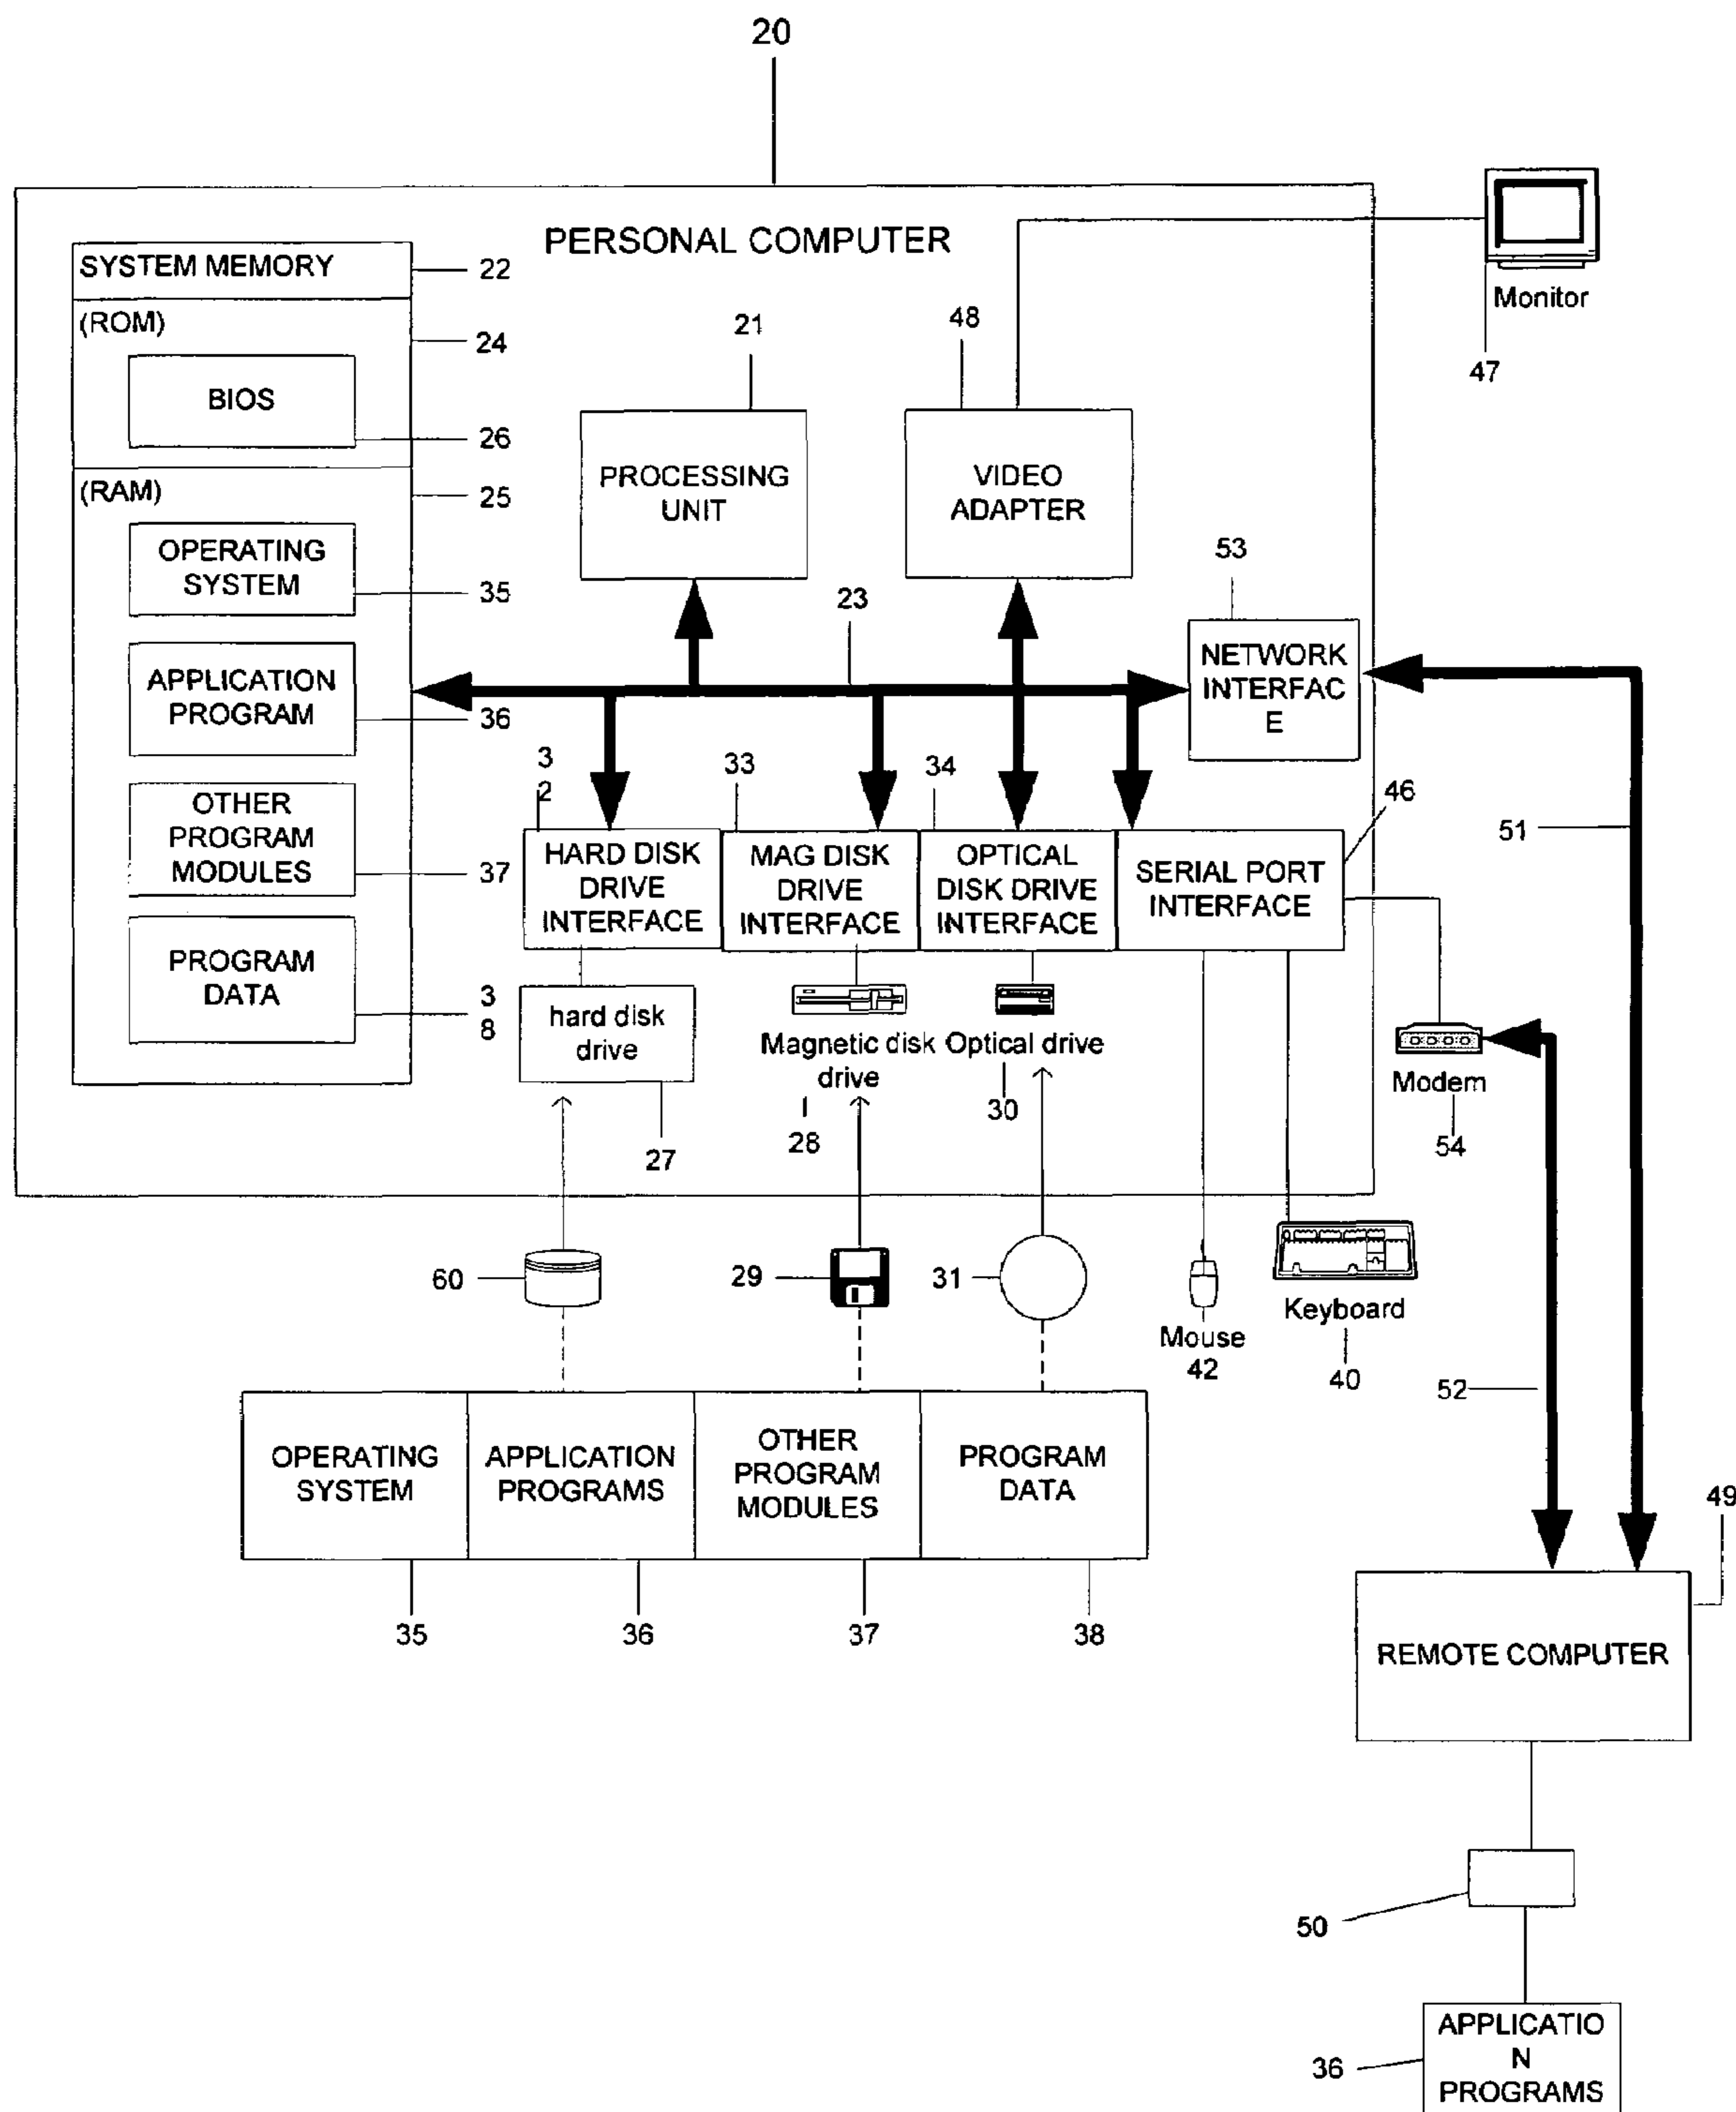 20
PERSONAL COMPUTER
SYSTEM MEMORY
22
(ROM)
24
BIOS
26
(RAM)
25
OPERATING
SYSTEM
35
APPLICATION
PROGRAM
36
OTHER
PROGRAM
MODULES
37
PROGRAM
DATA
3
8
21
PROCESSING
UNIT
48
VIDEO
ADAPTER
Monitor
47
23
53
NETWORK
INTERFAC
E
3
2
HARD DISK
DRIVE
INTERFACE
33
MAG DISK
DRIVE
INTERFACE
34
OPTICAL
DISK DRIVE
INTERFACE
46
SERIAL PORT
INTERFACE
51
hard disk
drive
27
Magnetic disk
drive
28
Optical drive
30
Modem
54
60
29
31
Mouse
42
Keyboard
40
52
OPERATING
SYSTEM
APPLICATION
PROGRAMS
OTHER
PROGRAM
MODULES
PROGRAM
DATA
35
36
37
38
49
REMOTE COMPUTER
50
36
APPLICATIO
N
PROGRAMS